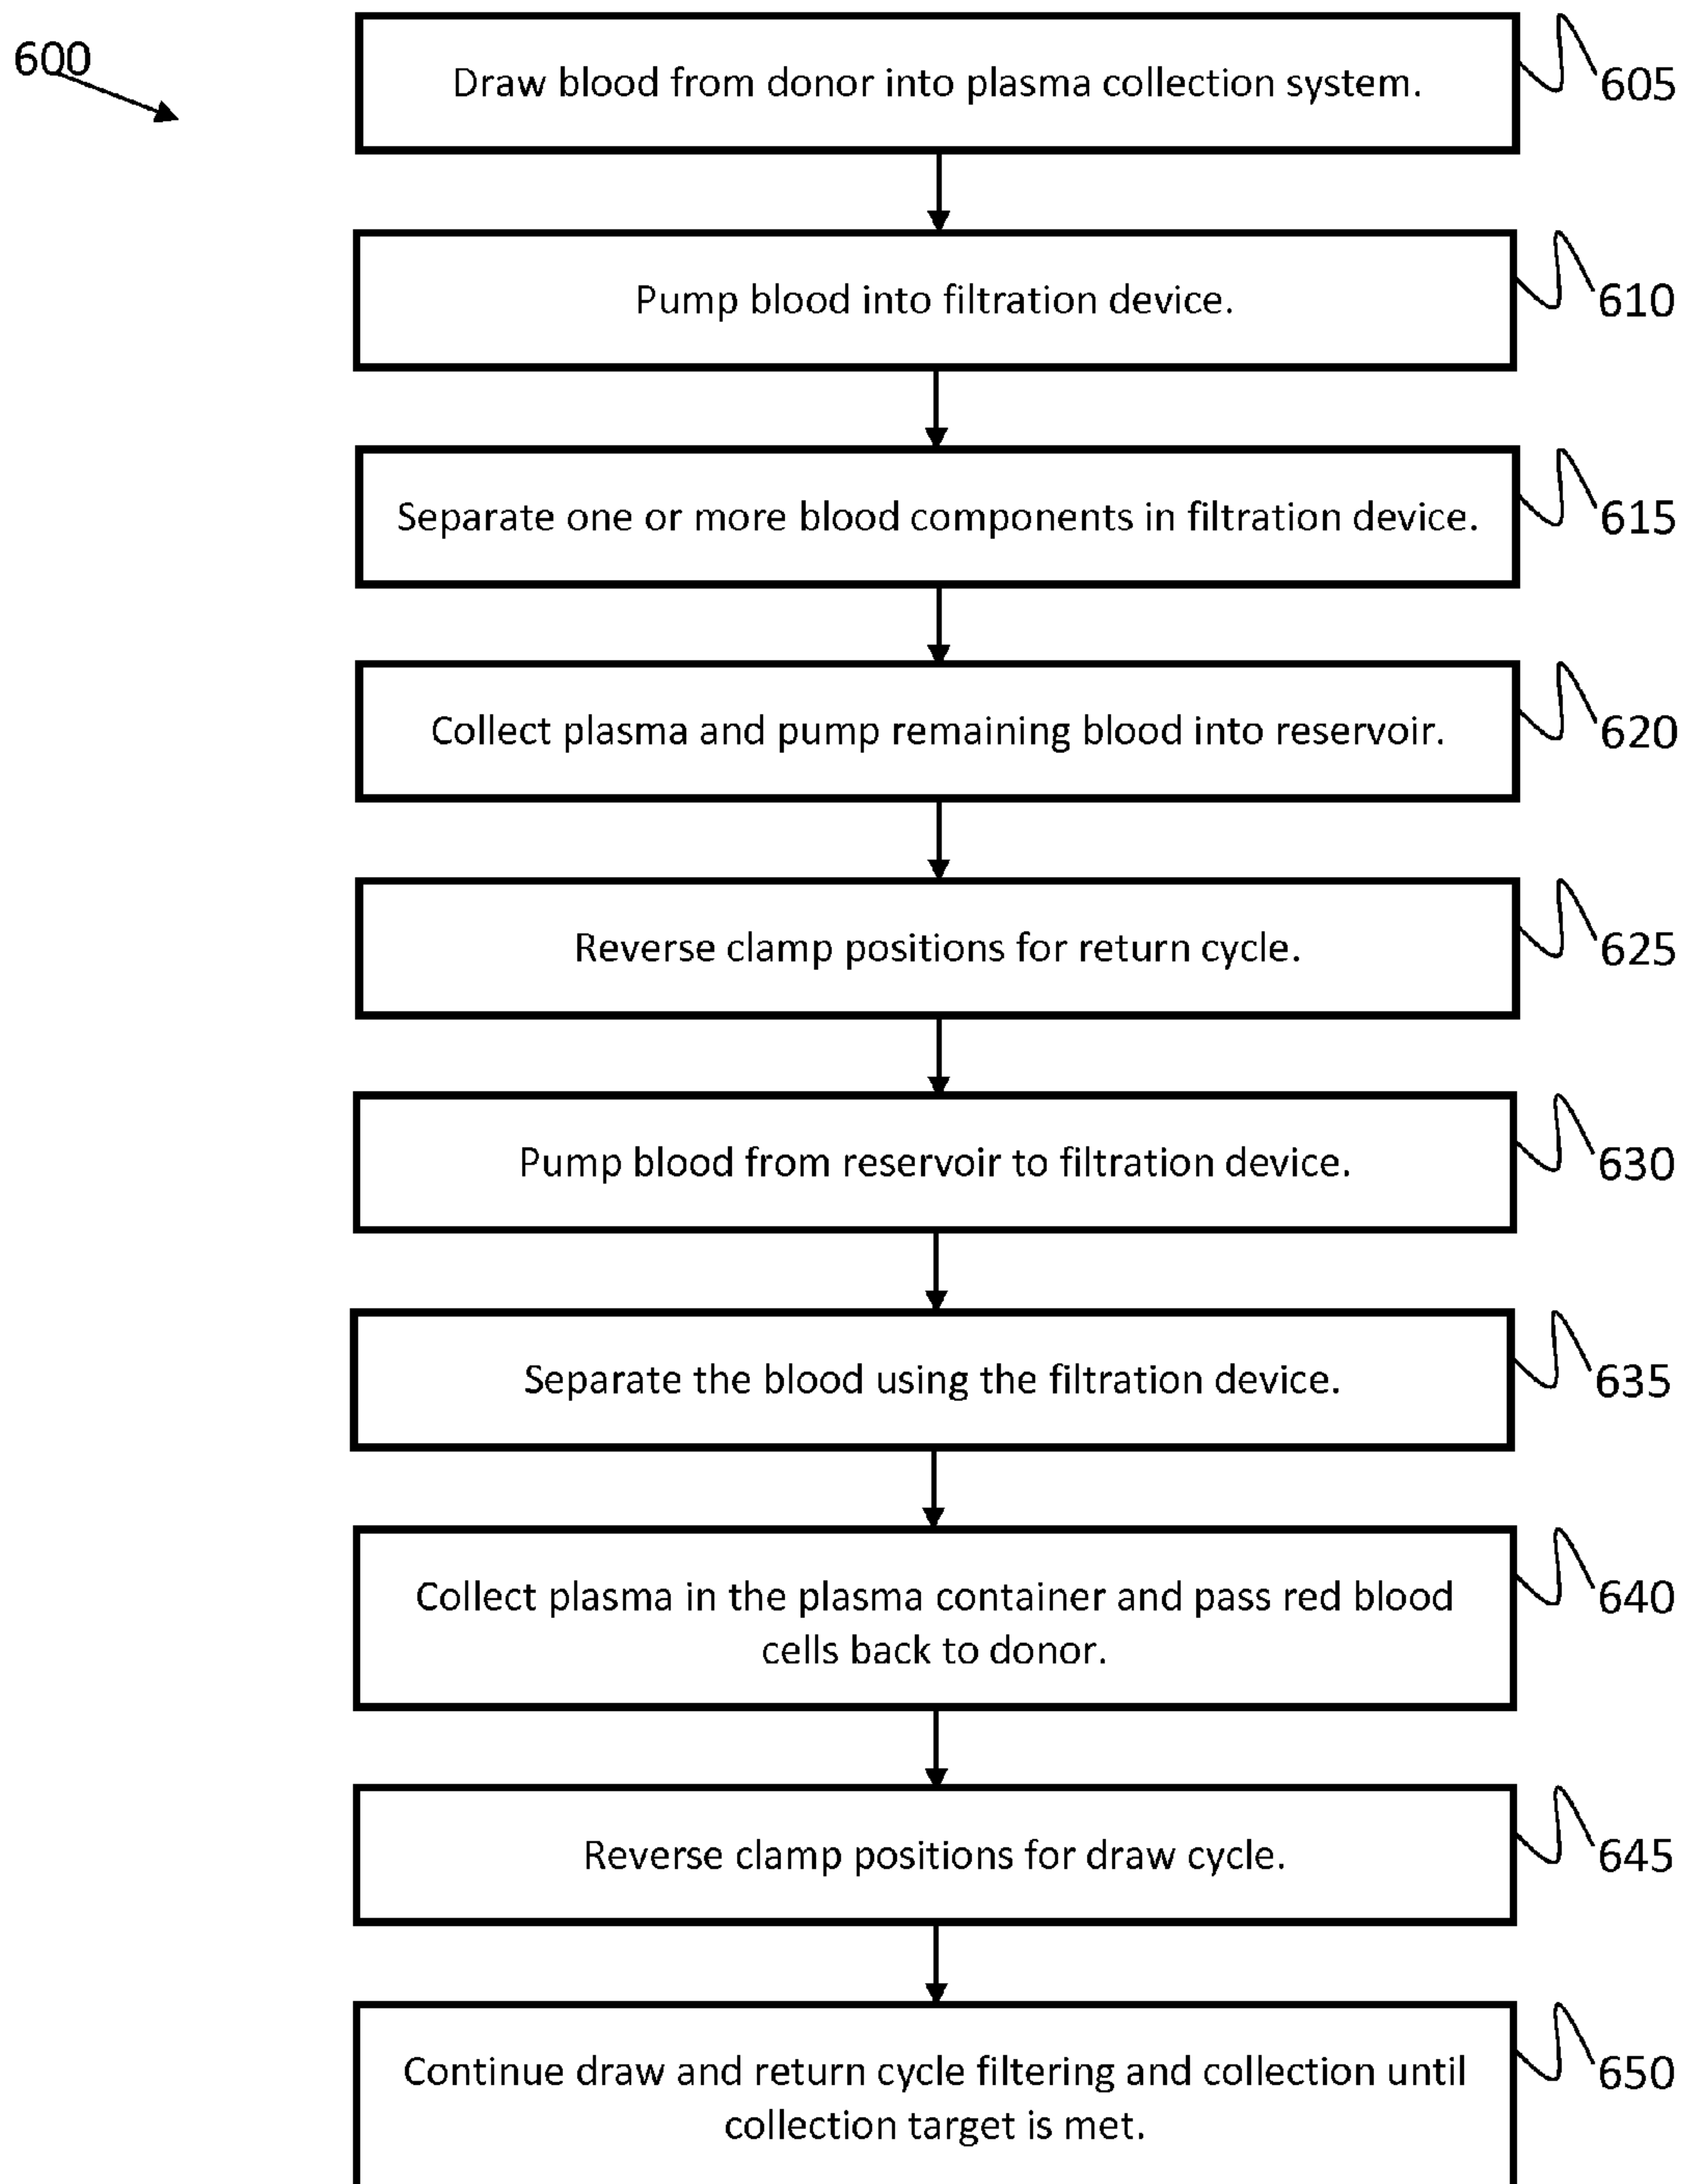 600
Draw blood from donor into plasma collection system.
605
Pump blood into filtration device.
610
Separate one or more blood components in filtration device.
615
Collect plasma and pump remaining blood into reservoir.
620
Reverse clamp positions for return cycle.
625
Pump blood from reservoir to filtration device.
630
Separate the blood using the filtration device.
635
Collect plasma in the plasma container and pass red blood
cells back to donor.
640
Reverse clamp positions for draw cycle.
645
Continue draw and return cycle filtering and collection until
collection target is met.
650